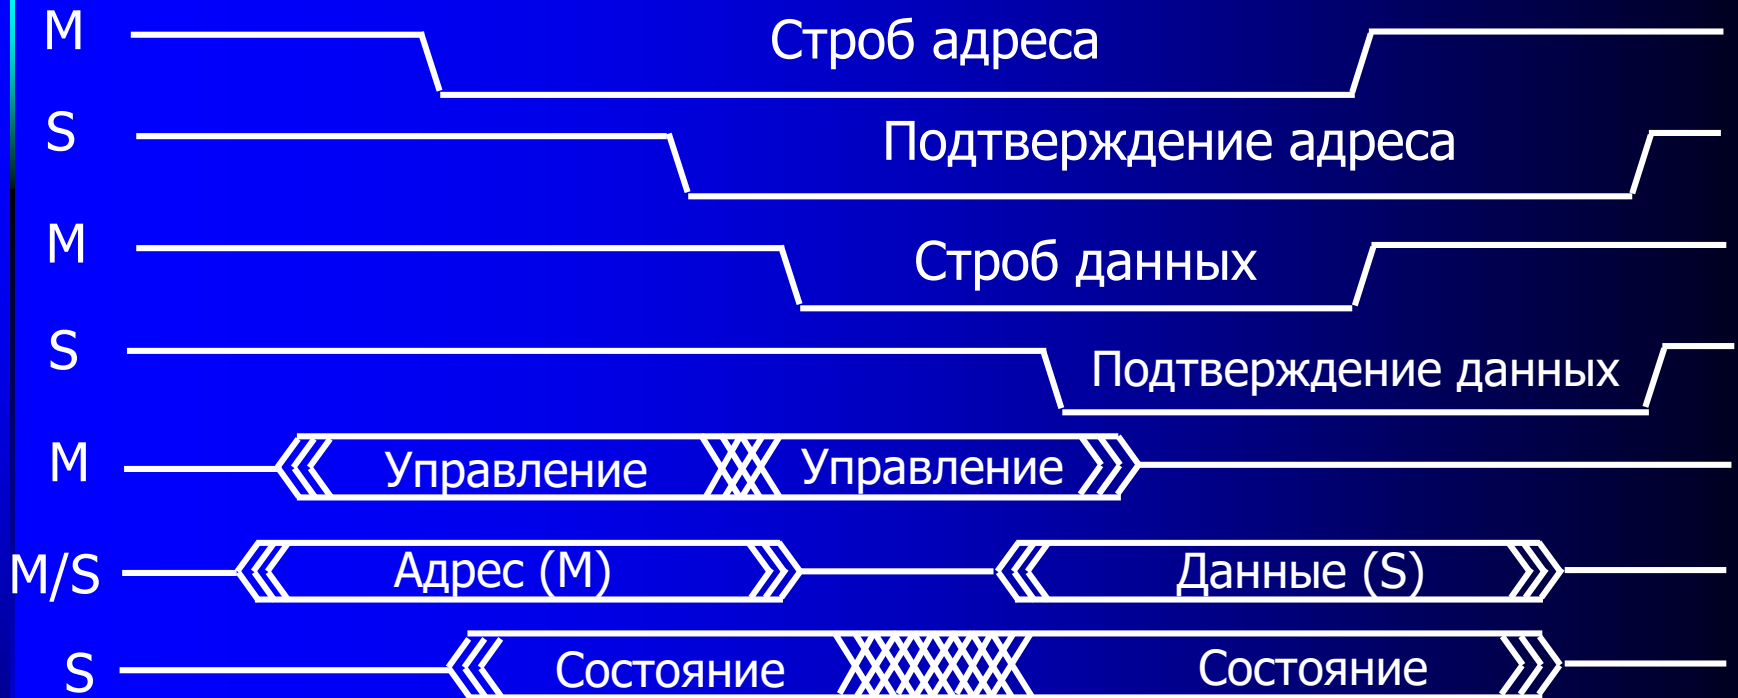 M Строб адреса
S Подтверждение адреса
M Строб данных
S Подтверждение данных
M Управление Управление
M/S Адрес (M) Данные (S)
S Состояние Состояние